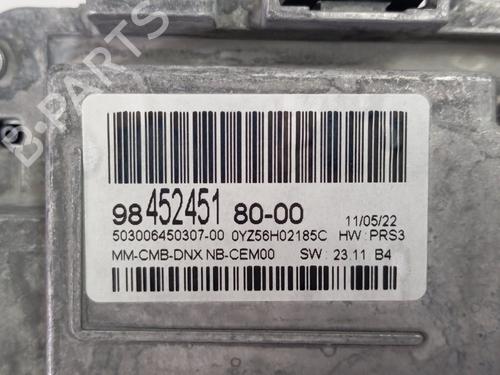 B-PARTS
98 452451 80-00 11/05/22
503006450307-00 0YZ56H02185C HW:PRS3
MM-CMB-DNX NB-CEM00 SW: 23.11 B4